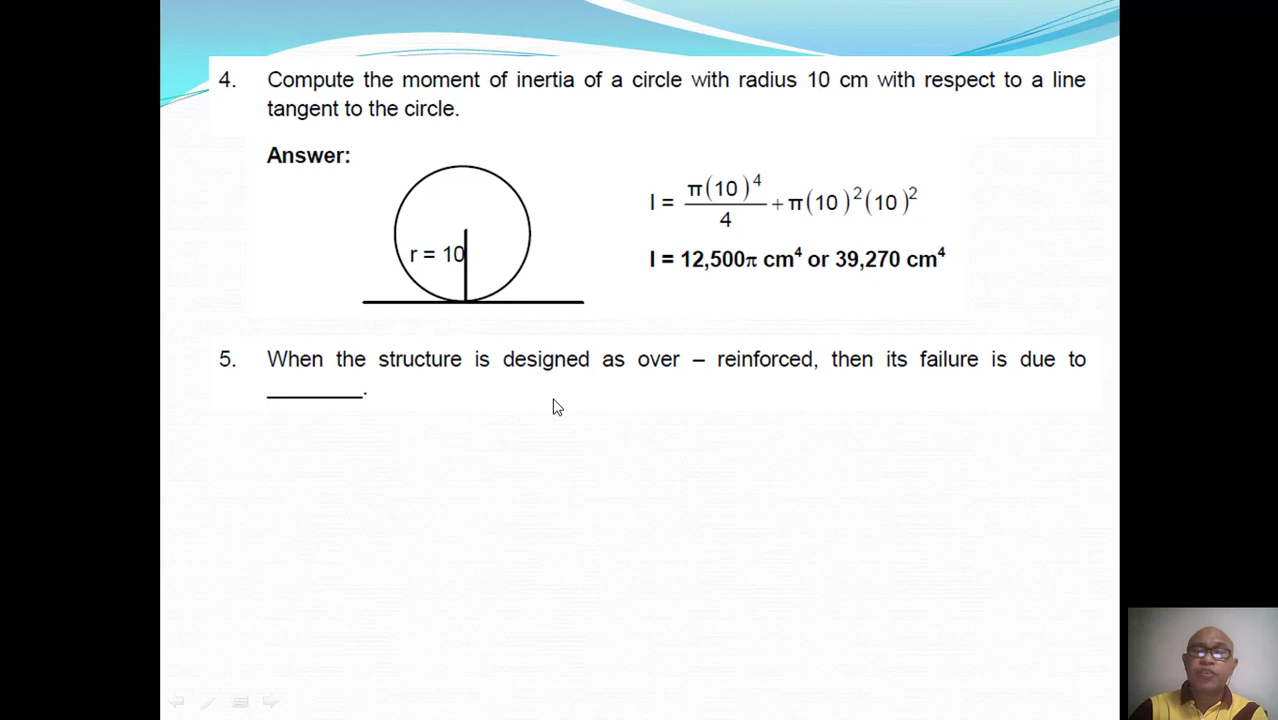 4. Compute the moment of inertia of a circle with radius 10 cm with respect to a line
tangent to the circle.
Answer:
r = 10
I = π(10)^4/4 + π(10)^2(10)^2
I = 12,500π cm⁴ or 39,270 cm⁴
5. When the structure is designed as over – reinforced, then its failure is due to
________.